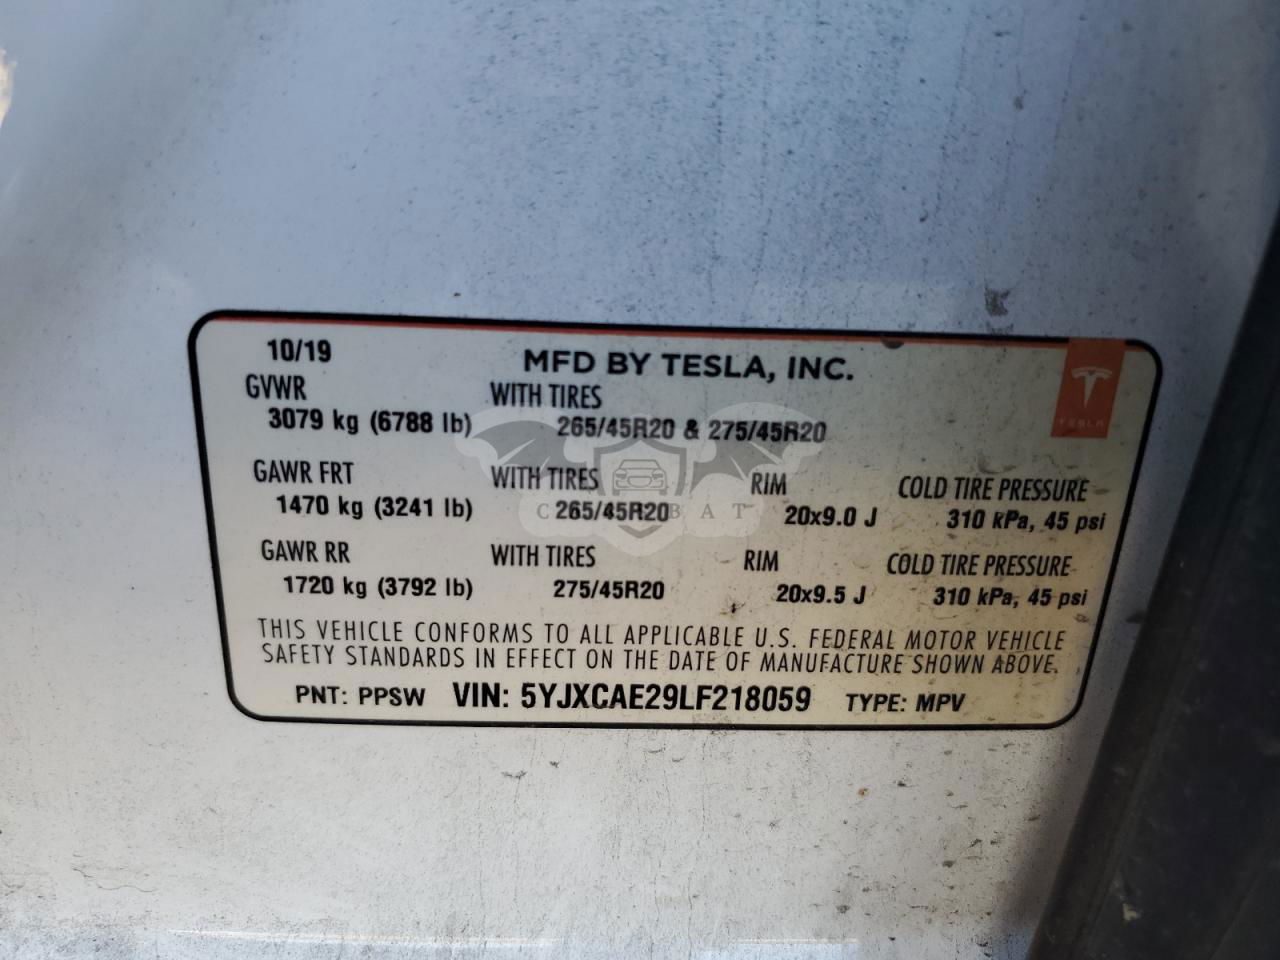 10/19 MFD BY TESLA, INC.
GVWR WITH TIRES
3079 kg (6788 lb) 265/45R20 & 275/45R20
TESLA
GAWR FRT WITH TIRES RIM COLD TIRE PRESSURE
1470 kg (3241 lb) 265/45R20 20x9.0 J 310 kPa, 45 psi
GAWR RR WITH TIRES RIM COLD TIRE PRESSURE
1720 kg (3792 lb) 275/45R20 20x9.5 J 310 kPa, 45 psi
THIS VEHICLE CONFORMS TO ALL APPLICABLE U.S. FEDERAL MOTOR VEHICLE
SAFETY STANDARDS IN EFFECT ON THE DATE OF MANUFACTURE SHOWN ABOVE.
PNT: PPSW VIN: 5YJXCAE29LF218059 TYPE: MPV